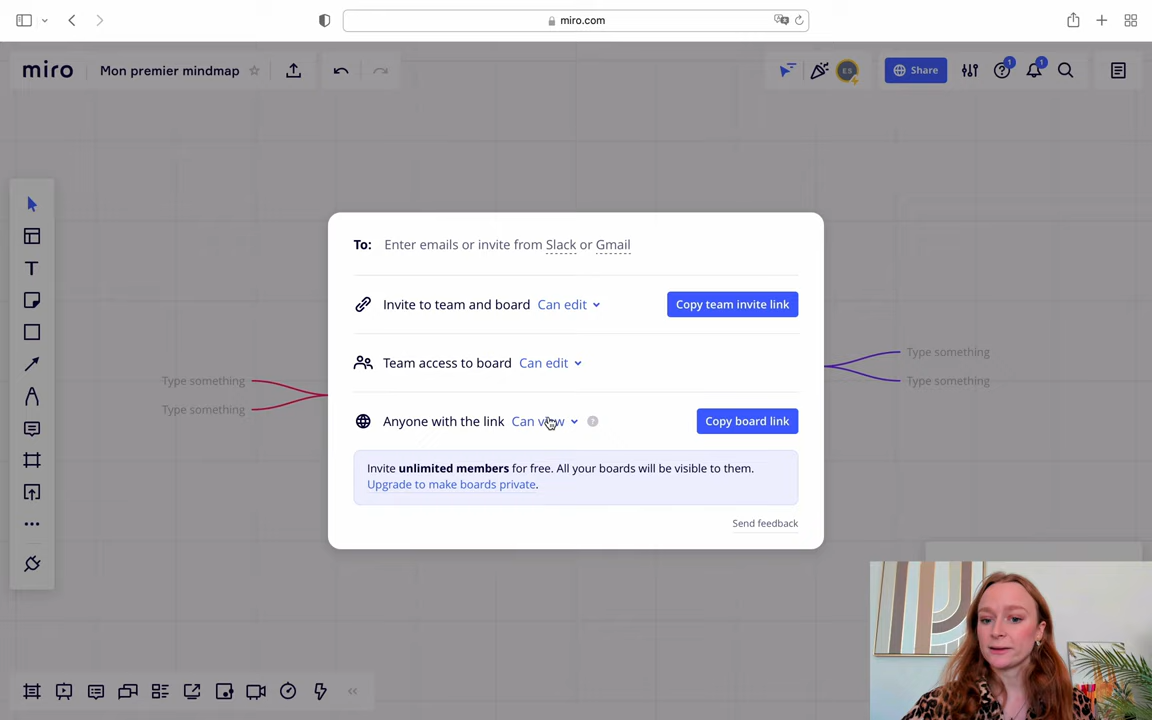 miro.com
miro
Mon premier mindmap
ES
Share
1
1
To: Enter emails or invite from Slack or Gmail
Invite to team and board Can edit
Copy team invite link
Team access to board Can edit
Anyone with the link Can view
?
Copy board link
Invite unlimited members for free. All your boards will be visible to them.
Upgrade to make boards private.
Send feedback
Type something
Type something
Type something
Type something